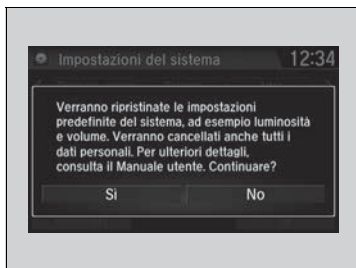 Impostazioni del sistema 12:34
Verranno ripristinate le impostazioni
predefinite del sistema, ad esempio luminosità
e volume. Verranno cancellati anche tutti i
dati personali. Per ulteriori dettagli,
consulta il Manuale utente. Continuare?
Sì No